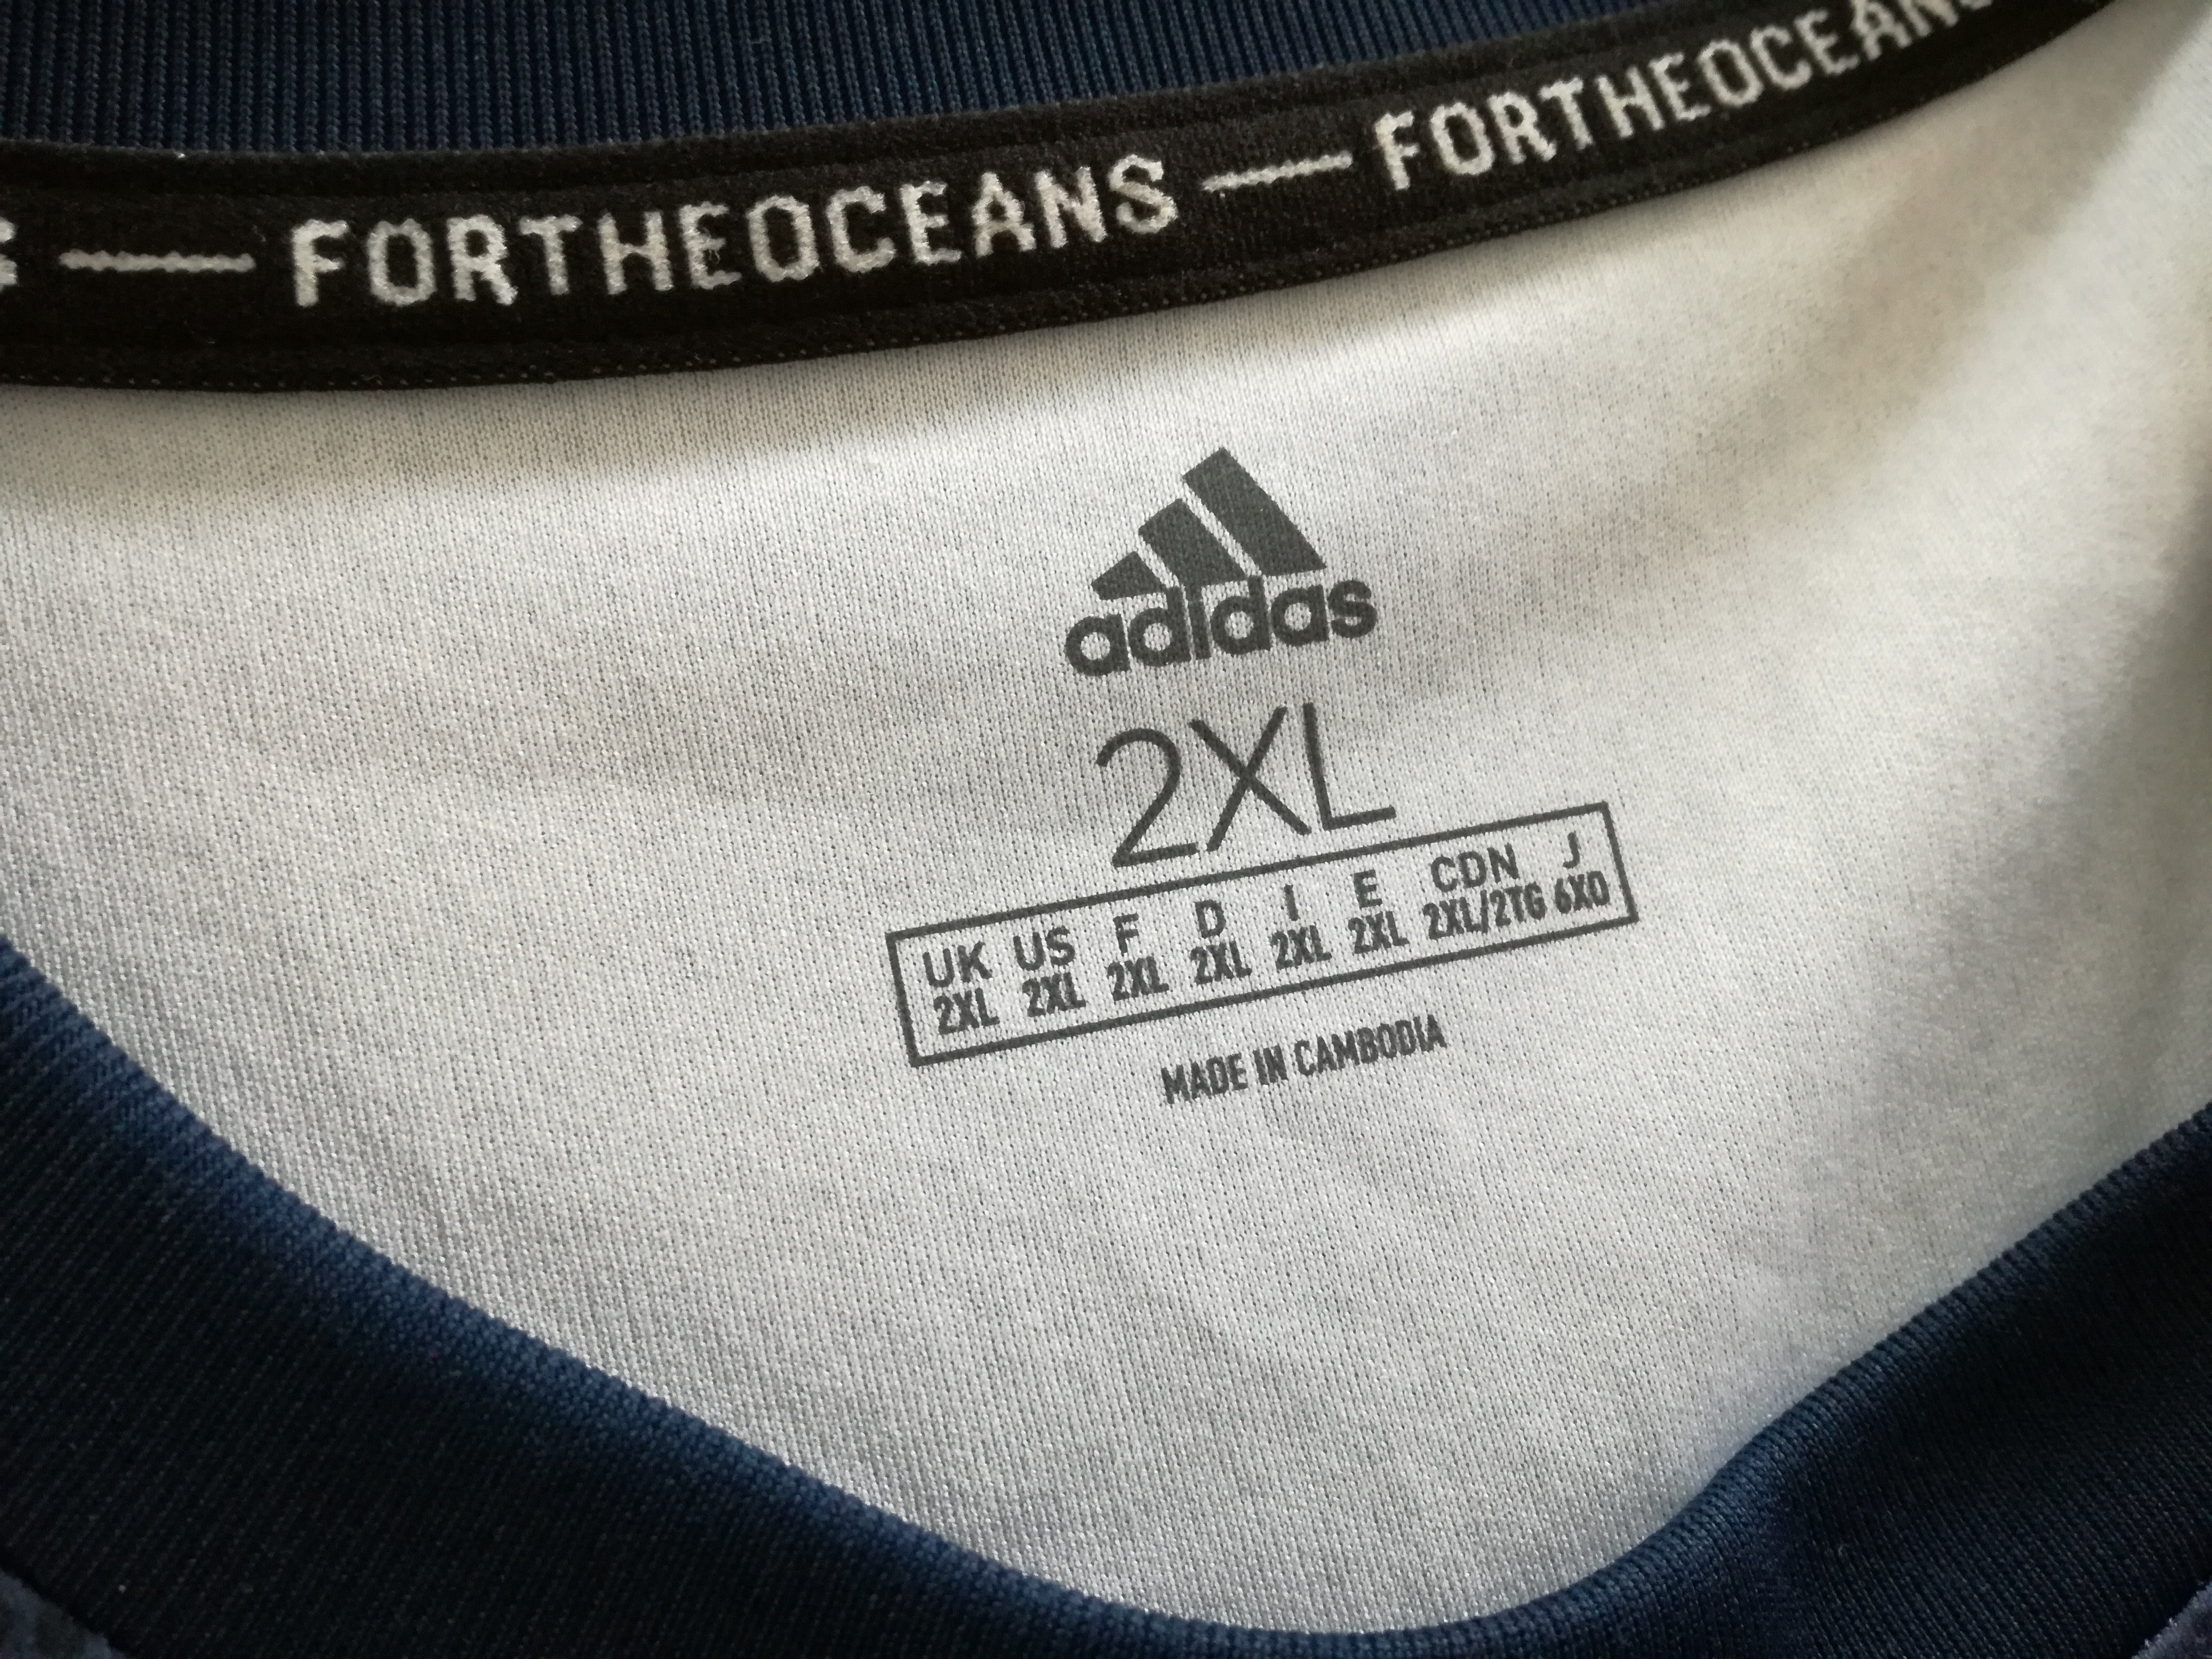 — FORTHEOCEANS — FORTHEOCEANS
adidas
2XL
UK US F D I E CDN J
2XL 2XL 2XL 2XL 2XL 2XL 2XL/2TG 6XO
MADE IN CAMBODIA